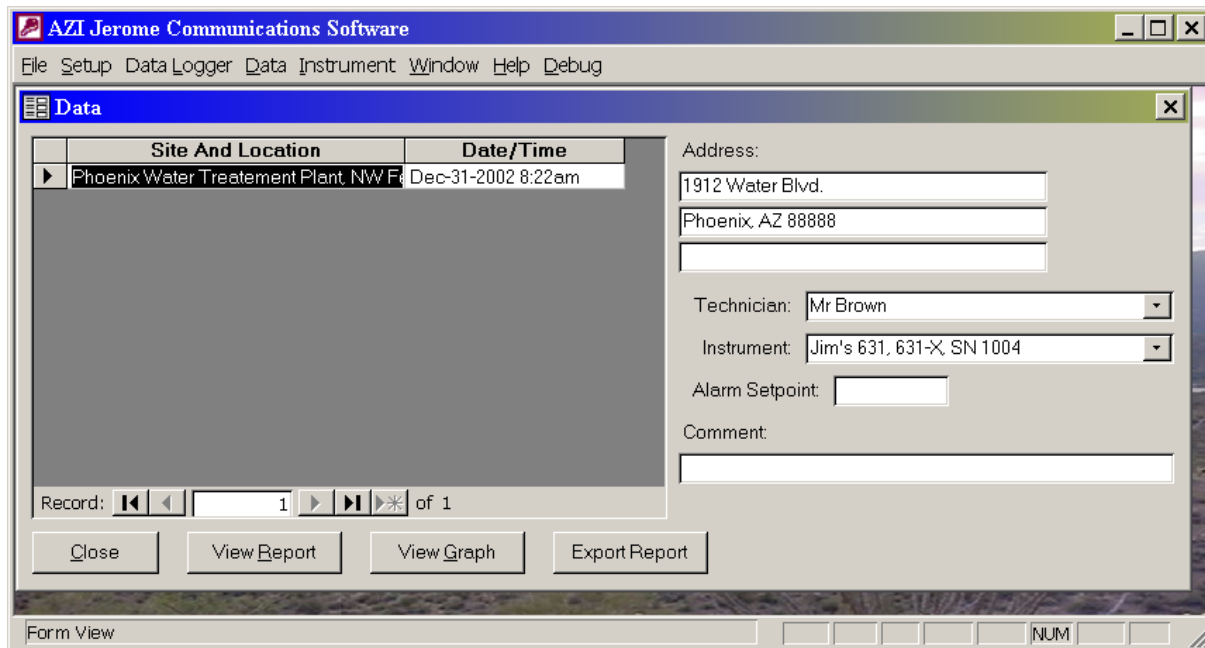 AZI Jerome Communications Software
File Setup Data Logger Data Instrument Window Help Debug
Data
Site And Location Date/Time
Phoenix Water Treatement Plant, NW Fe Dec-31-2002 8:22am
Address:
1912 Water Blvd.
Phoenix, AZ 88888
Technician: Mr Brown
Instrument: Jim's 631, 631-X, SN 1004
Alarm Setpoint:
Comment:
Record: 1 of 1
Close View Report View Graph Export Report
Form View NUM